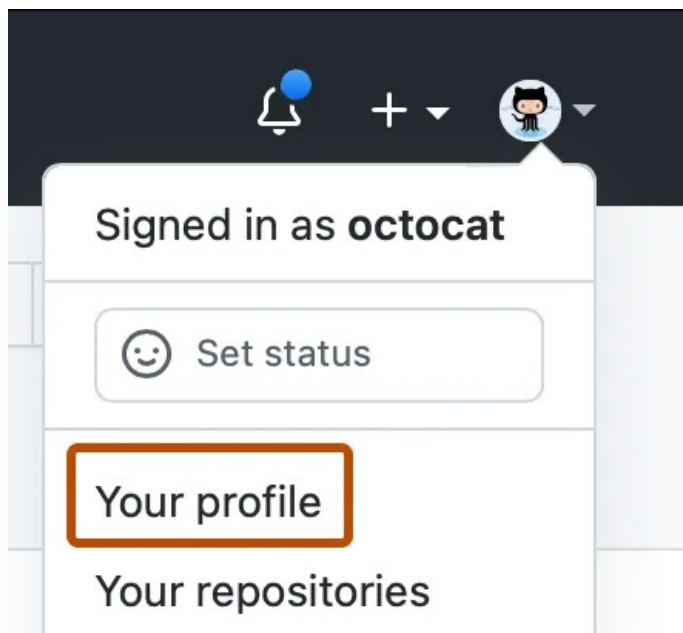 Signed in as octocat
Set status
Your profile
Your repositories